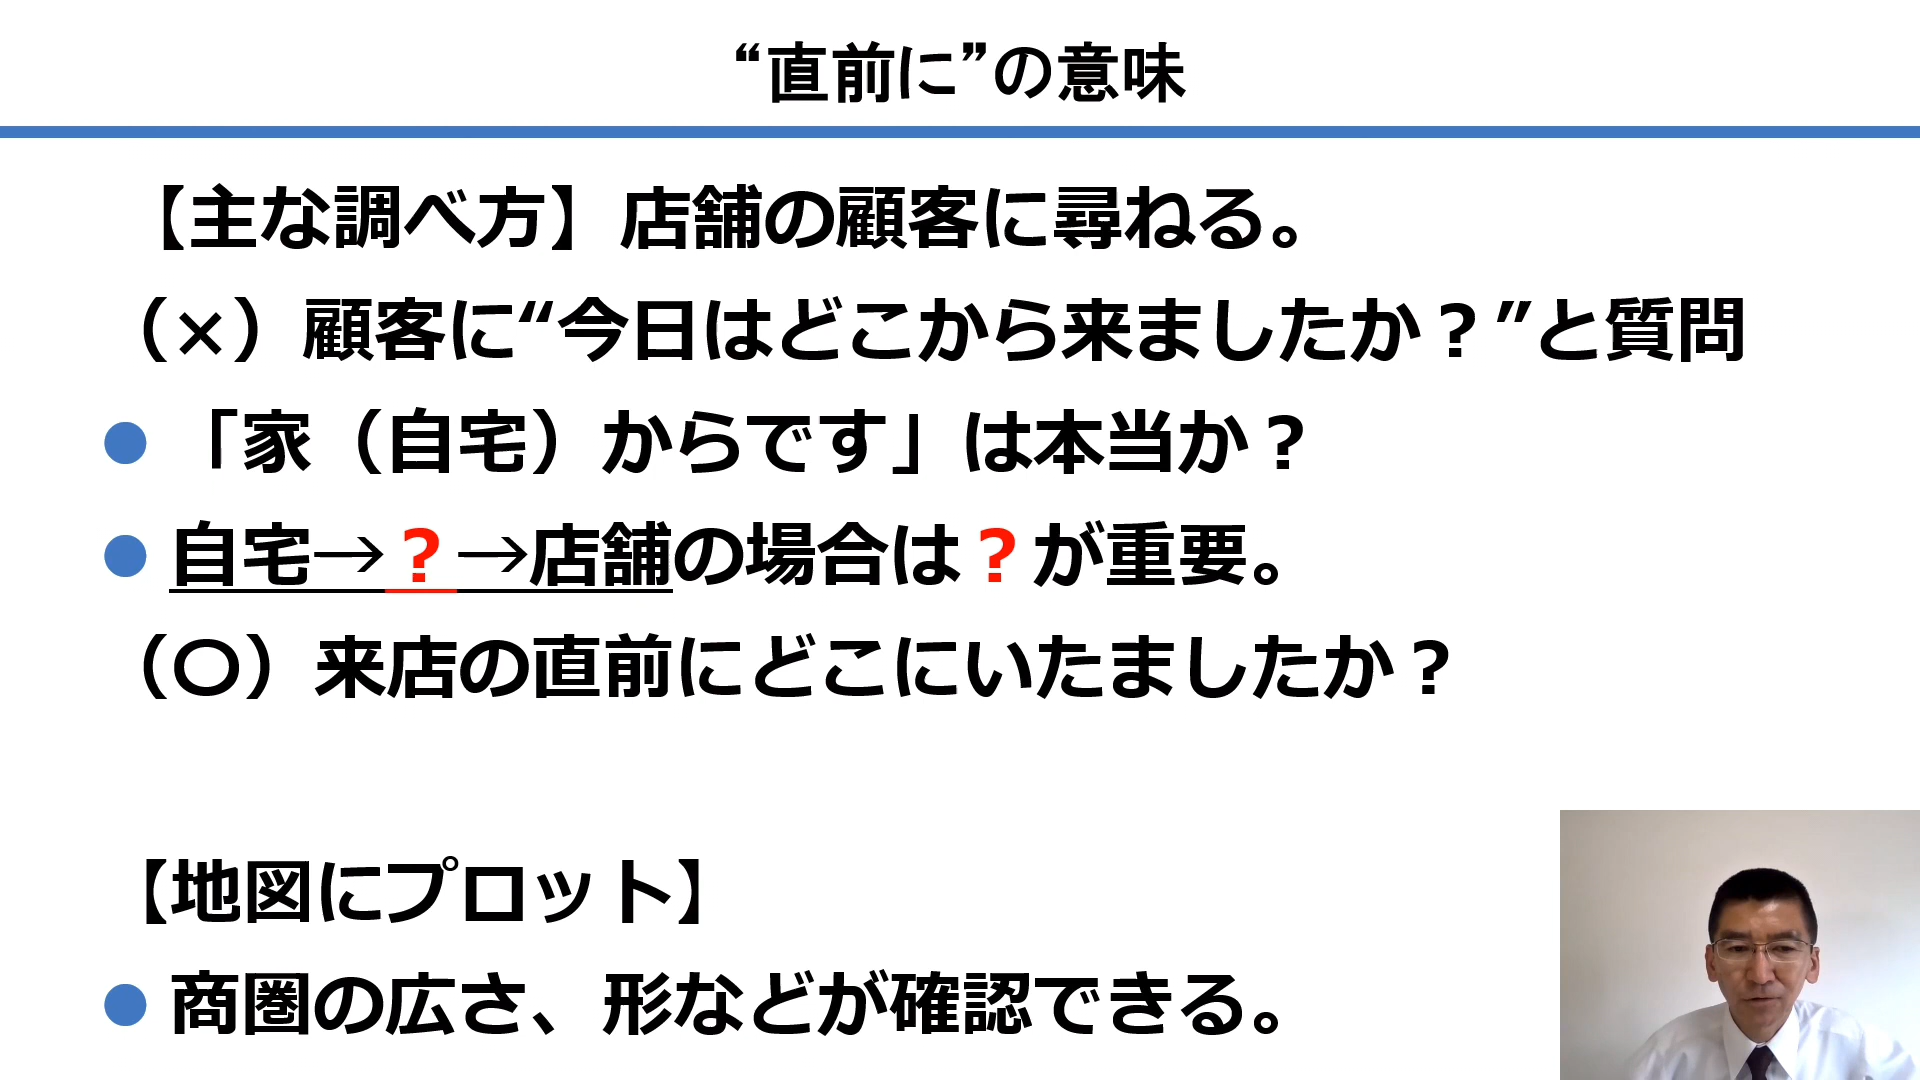 “直前に”の意味
【主な調べ方】店舗の顧客に尋ねる。
（×）顧客に“今日はどこから来ましたか？”と質問
● 「家（自宅）からです」は本当か？
● 自宅→？→店舗の場合は？が重要。
（〇）来店の直前にどこにいたましたか？
【地図にプロット】
● 商圏の広さ、形などが確認できる。